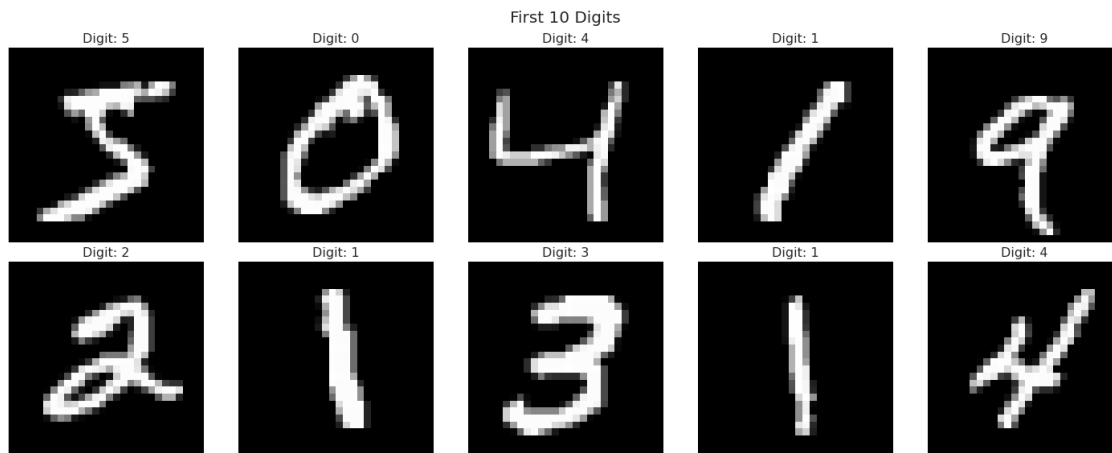 First 10 Digits
Digit: 5 Digit: 0 Digit: 4 Digit: 1 Digit: 9
5 0 4 1 9
Digit: 2 Digit: 1 Digit: 3 Digit: 1 Digit: 4
2 1 3 1 4